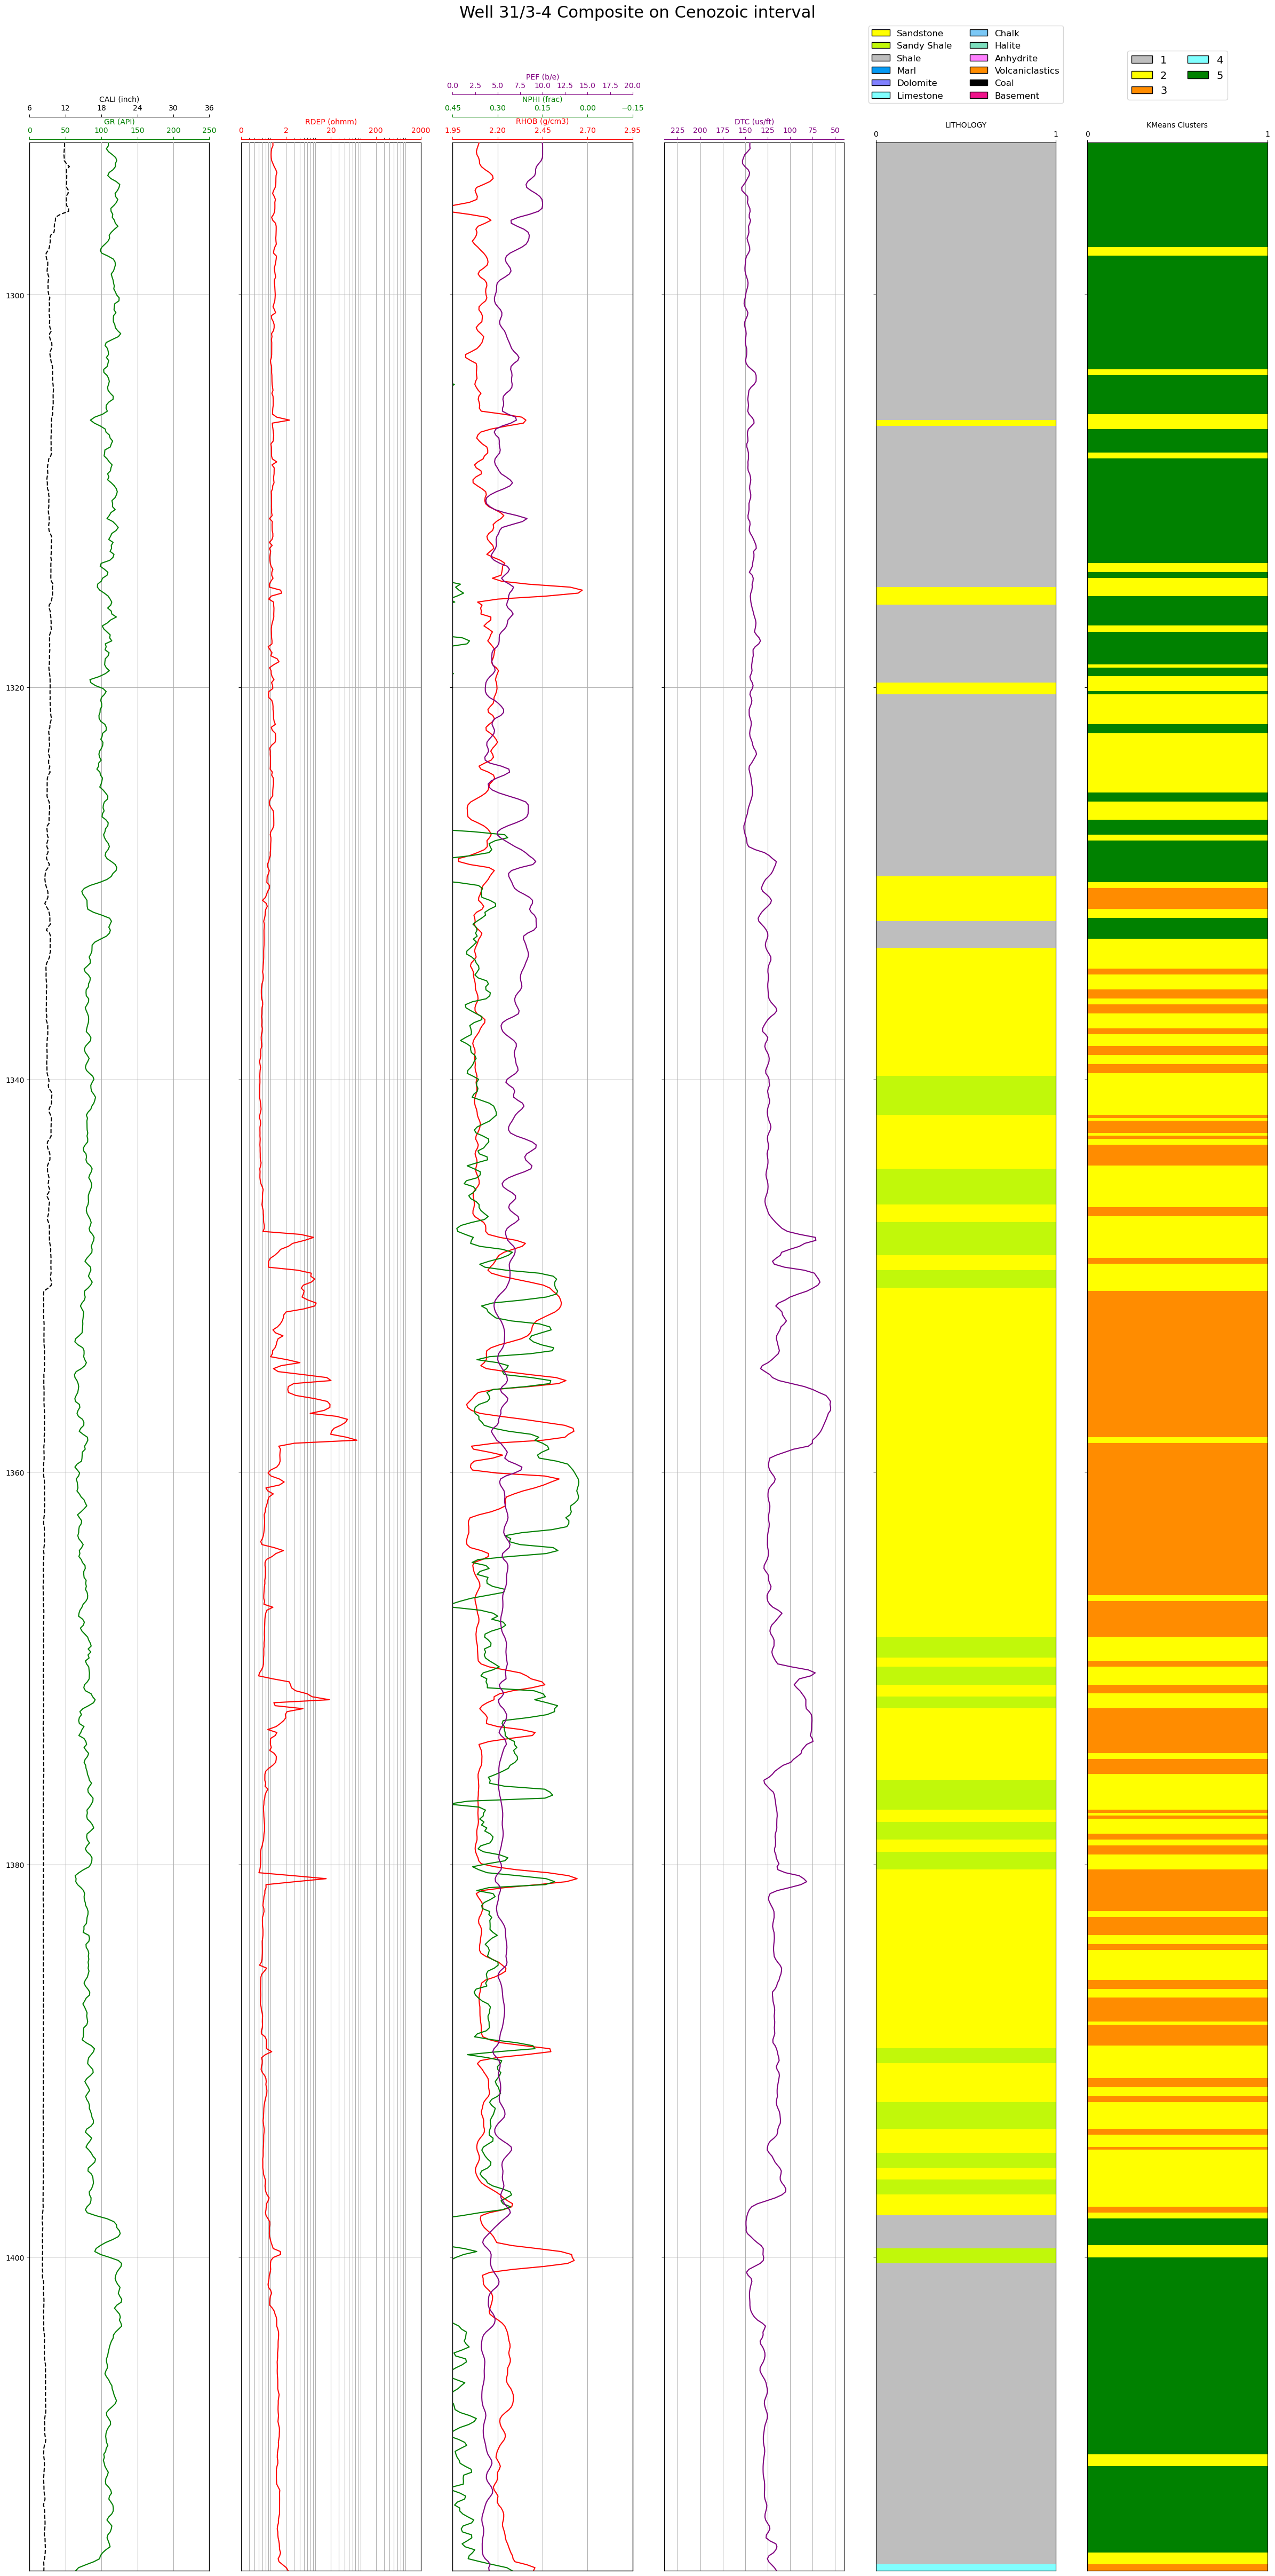 Well 31/3-4 Composite on Cenozoic interval
Sandstone Chalk
Sandy Shale Halite
Shale Anhydrite
Marl Volcaniclastics
Dolomite Coal
Limestone Basement
1 4
2 5
3
PEF (b/e)
0.0 2.5 5.0 7.5 10.0 12.5 15.0 17.5 20.0
CALI (inch) NPHI (frac)
6 12 18 24 30 36 0.45 0.30 0.15 0.00 −0.15
GR (API) RDEP (ohmm) RHOB (g/cm3) DTC (us/ft) LITHOLOGY KMeans Clusters
0 50 100 150 200 250 0 2 20 200 2000 1.95 2.20 2.45 2.70 2.95 225 200 175 150 125 100 75 50 0 1 0 1
1300
1320
1340
1360
1380
1400